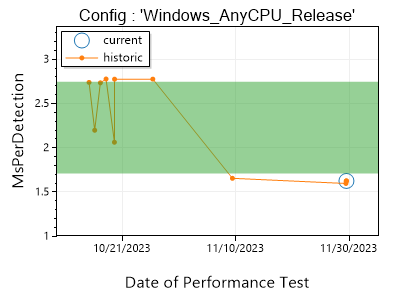 Config : 'Windows_AnyCPU_Release'
current
historic
3
2.5
2
1.5
1
MsPerDetection
10/21/2023
11/10/2023
11/30/2023
Date of Performance Test